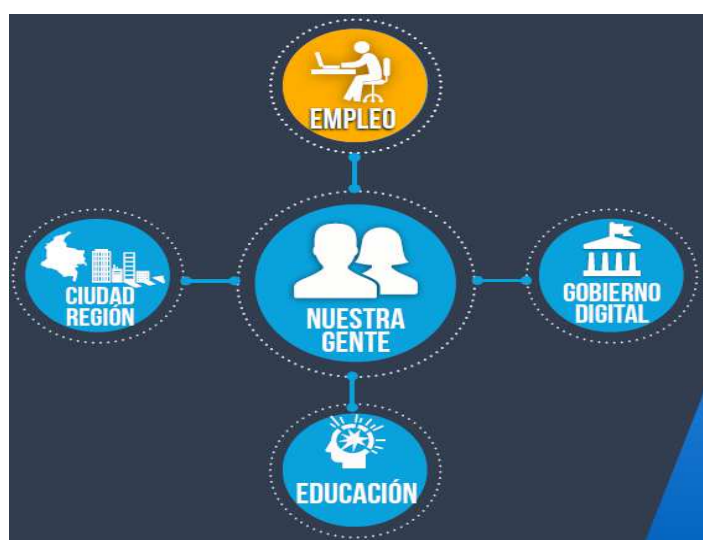 EMPLEO
CIUDAD
REGIÓN
NUESTRA
GENTE
GOBIERNO
DIGITAL
EDUCACIÓN